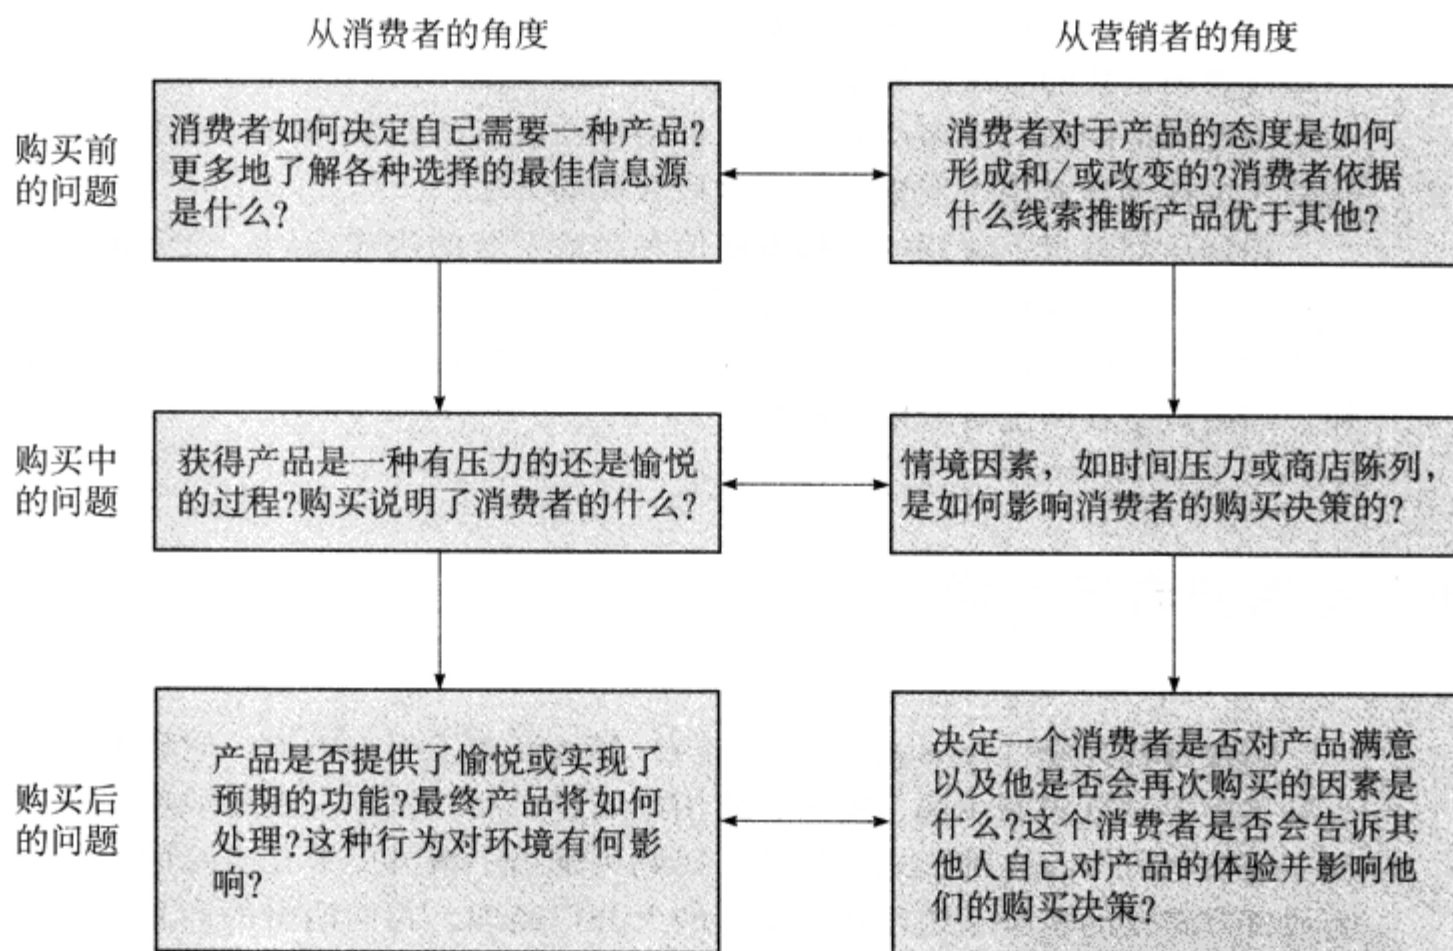 从消费者的角度
从营销者的角度
购买前
的问题
消费者如何决定自己需要一种产品?
更多地了解各种选择的最佳信息源
是什么?
消费者对于产品的态度是如何
形成和/或改变的?消费者依据
什么线索推断产品优于其他?
购买中
的问题
获得产品是一种有压力的还是愉悦
的过程?购买说明了消费者的什么?
情境因素，如时间压力或商店陈列，
是如何影响消费者的购买决策的?
购买后
的问题
产品是否提供了愉悦或实现了
预期的功能?最终产品将如何
处理?这种行为对环境有何影
响?
决定一个消费者是否对产品满意
以及他是否会再次购买的因素是
什么?这个消费者是否会告诉其
他人自己对产品的体验并影响他
们的购买决策?